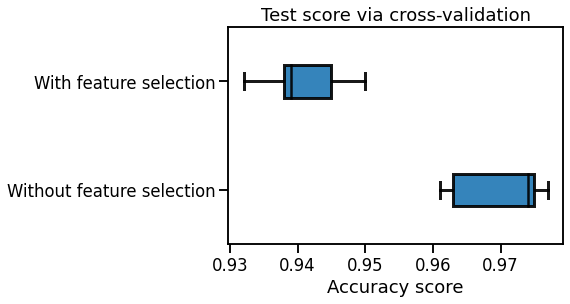 Test score via cross-validation
With feature selection
Without feature selection
0.93 0.94 0.95 0.96 0.97
Accuracy score